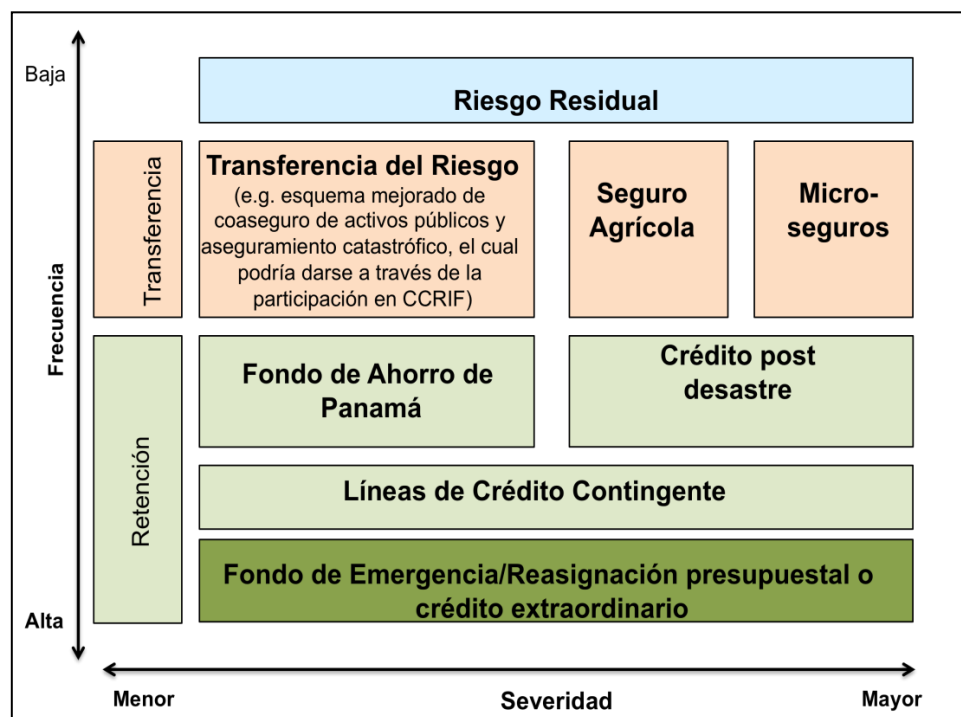 Baja
Riesgo Residual
Transferencia
Transferencia del Riesgo
(e.g. esquema mejorado de
coaseguro de activos públicos y
aseguramiento catastrófico, el cual
podría darse a través de la
participación en CCRIF)
Seguro
Agrícola
Micro-
seguros
Frecuencia
Retención
Fondo de Ahorro de
Panamá
Crédito post
desastre
Líneas de Crédito Contingente
Fondo de Emergencia/Reasignación presupuestal o
crédito extraordinario
Alta
Menor
Severidad
Mayor